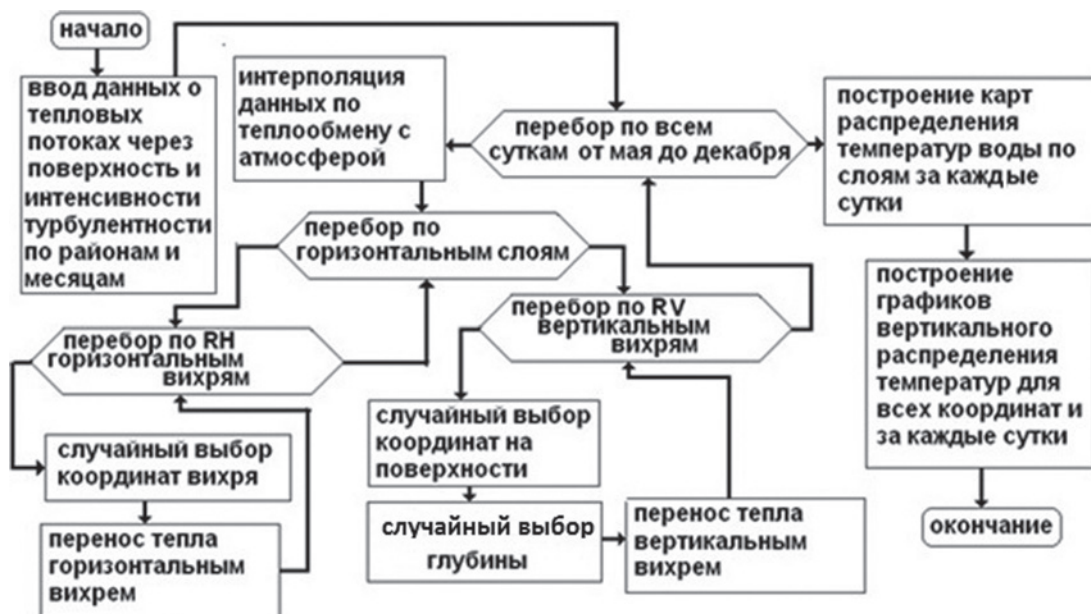 начало
ввод данных о
тепловых
потоках через
поверхность и
интенсивности
турбулентности
по районам и
месяцам
интерполяция
данных по
теплообмену с
атмосферой
перебор по всем
суткам от мая до декабря
построение карт
распределения
температур воды по
слоям за каждые
сутки
перебор по
горизонтальным слоям
перебор по RH
горизонтальным
вихрям
перебор по RV
вертикальным
вихрям
построение
графиков
вертикального
распределения
температур для
всех координат и
за каждые сутки
случайный выбор
координат вихря
случайный выбор
координат на
поверхности
перенос тепла
горизонтальным
вихрем
случайный выбор
глубины
перенос тепла
вертикальным
вихрем
окончание